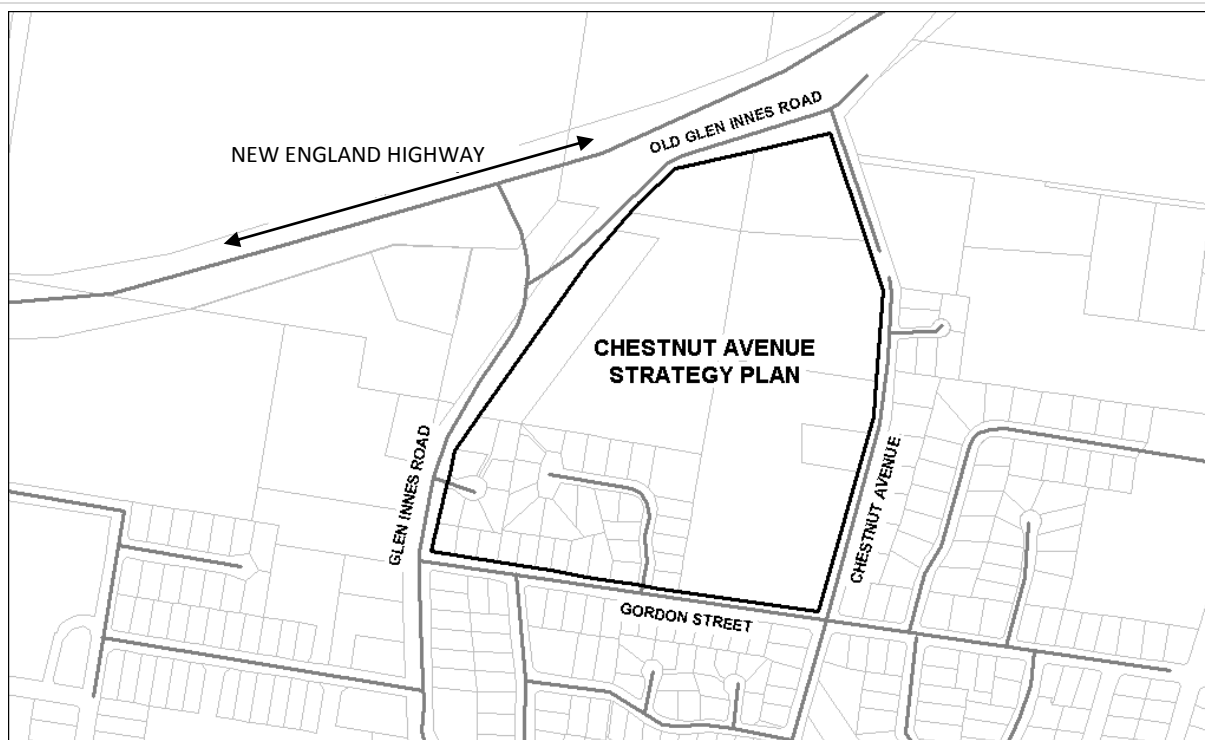 OLD GLEN INNES ROAD
NEW ENGLAND HIGHWAY
CHESTNUT AVENUE
STRATEGY PLAN
GLEN INNES ROAD
CHESTNUT AVENUE
GORDON STREET